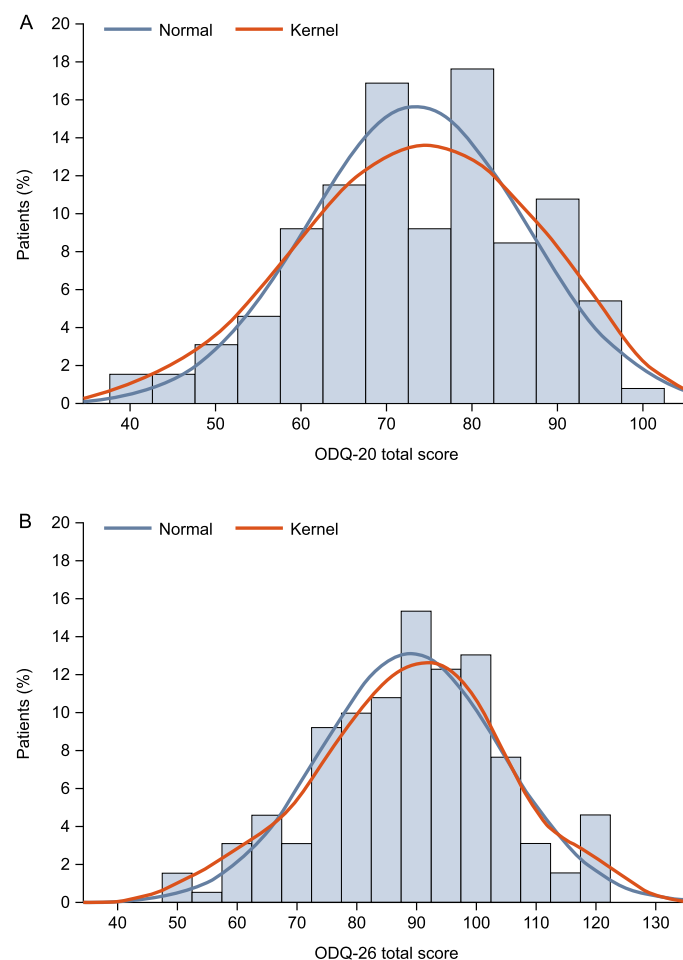 A
Normal
Kernel
20
18
16
14
12
10
8
6
4
2
0
Patients (%)
40 50 60 70 80 90 100
ODQ-20 total score
B
Normal
Kernel
20
18
16
14
12
10
8
6
4
2
0
Patients (%)
40 50 60 70 80 90 100 110 120 130
ODQ-26 total score